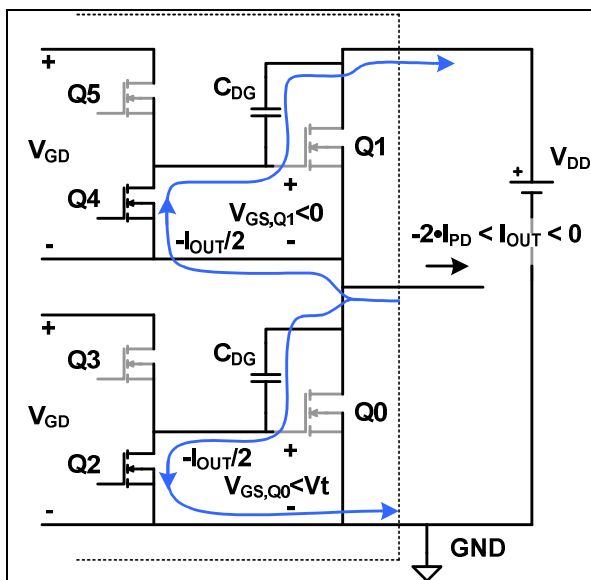 +
Q5
C_DG
V_GD
Q1
V_DD
+
Q4
+
V_GS,Q1<0
-
-
-I_OUT/2
-2•I_PD < I_OUT < 0
+
C_DG
Q3
V_GD
Q0
Q2
-I_OUT/2
+
V_GS,Q0<Vt
-
-
GND